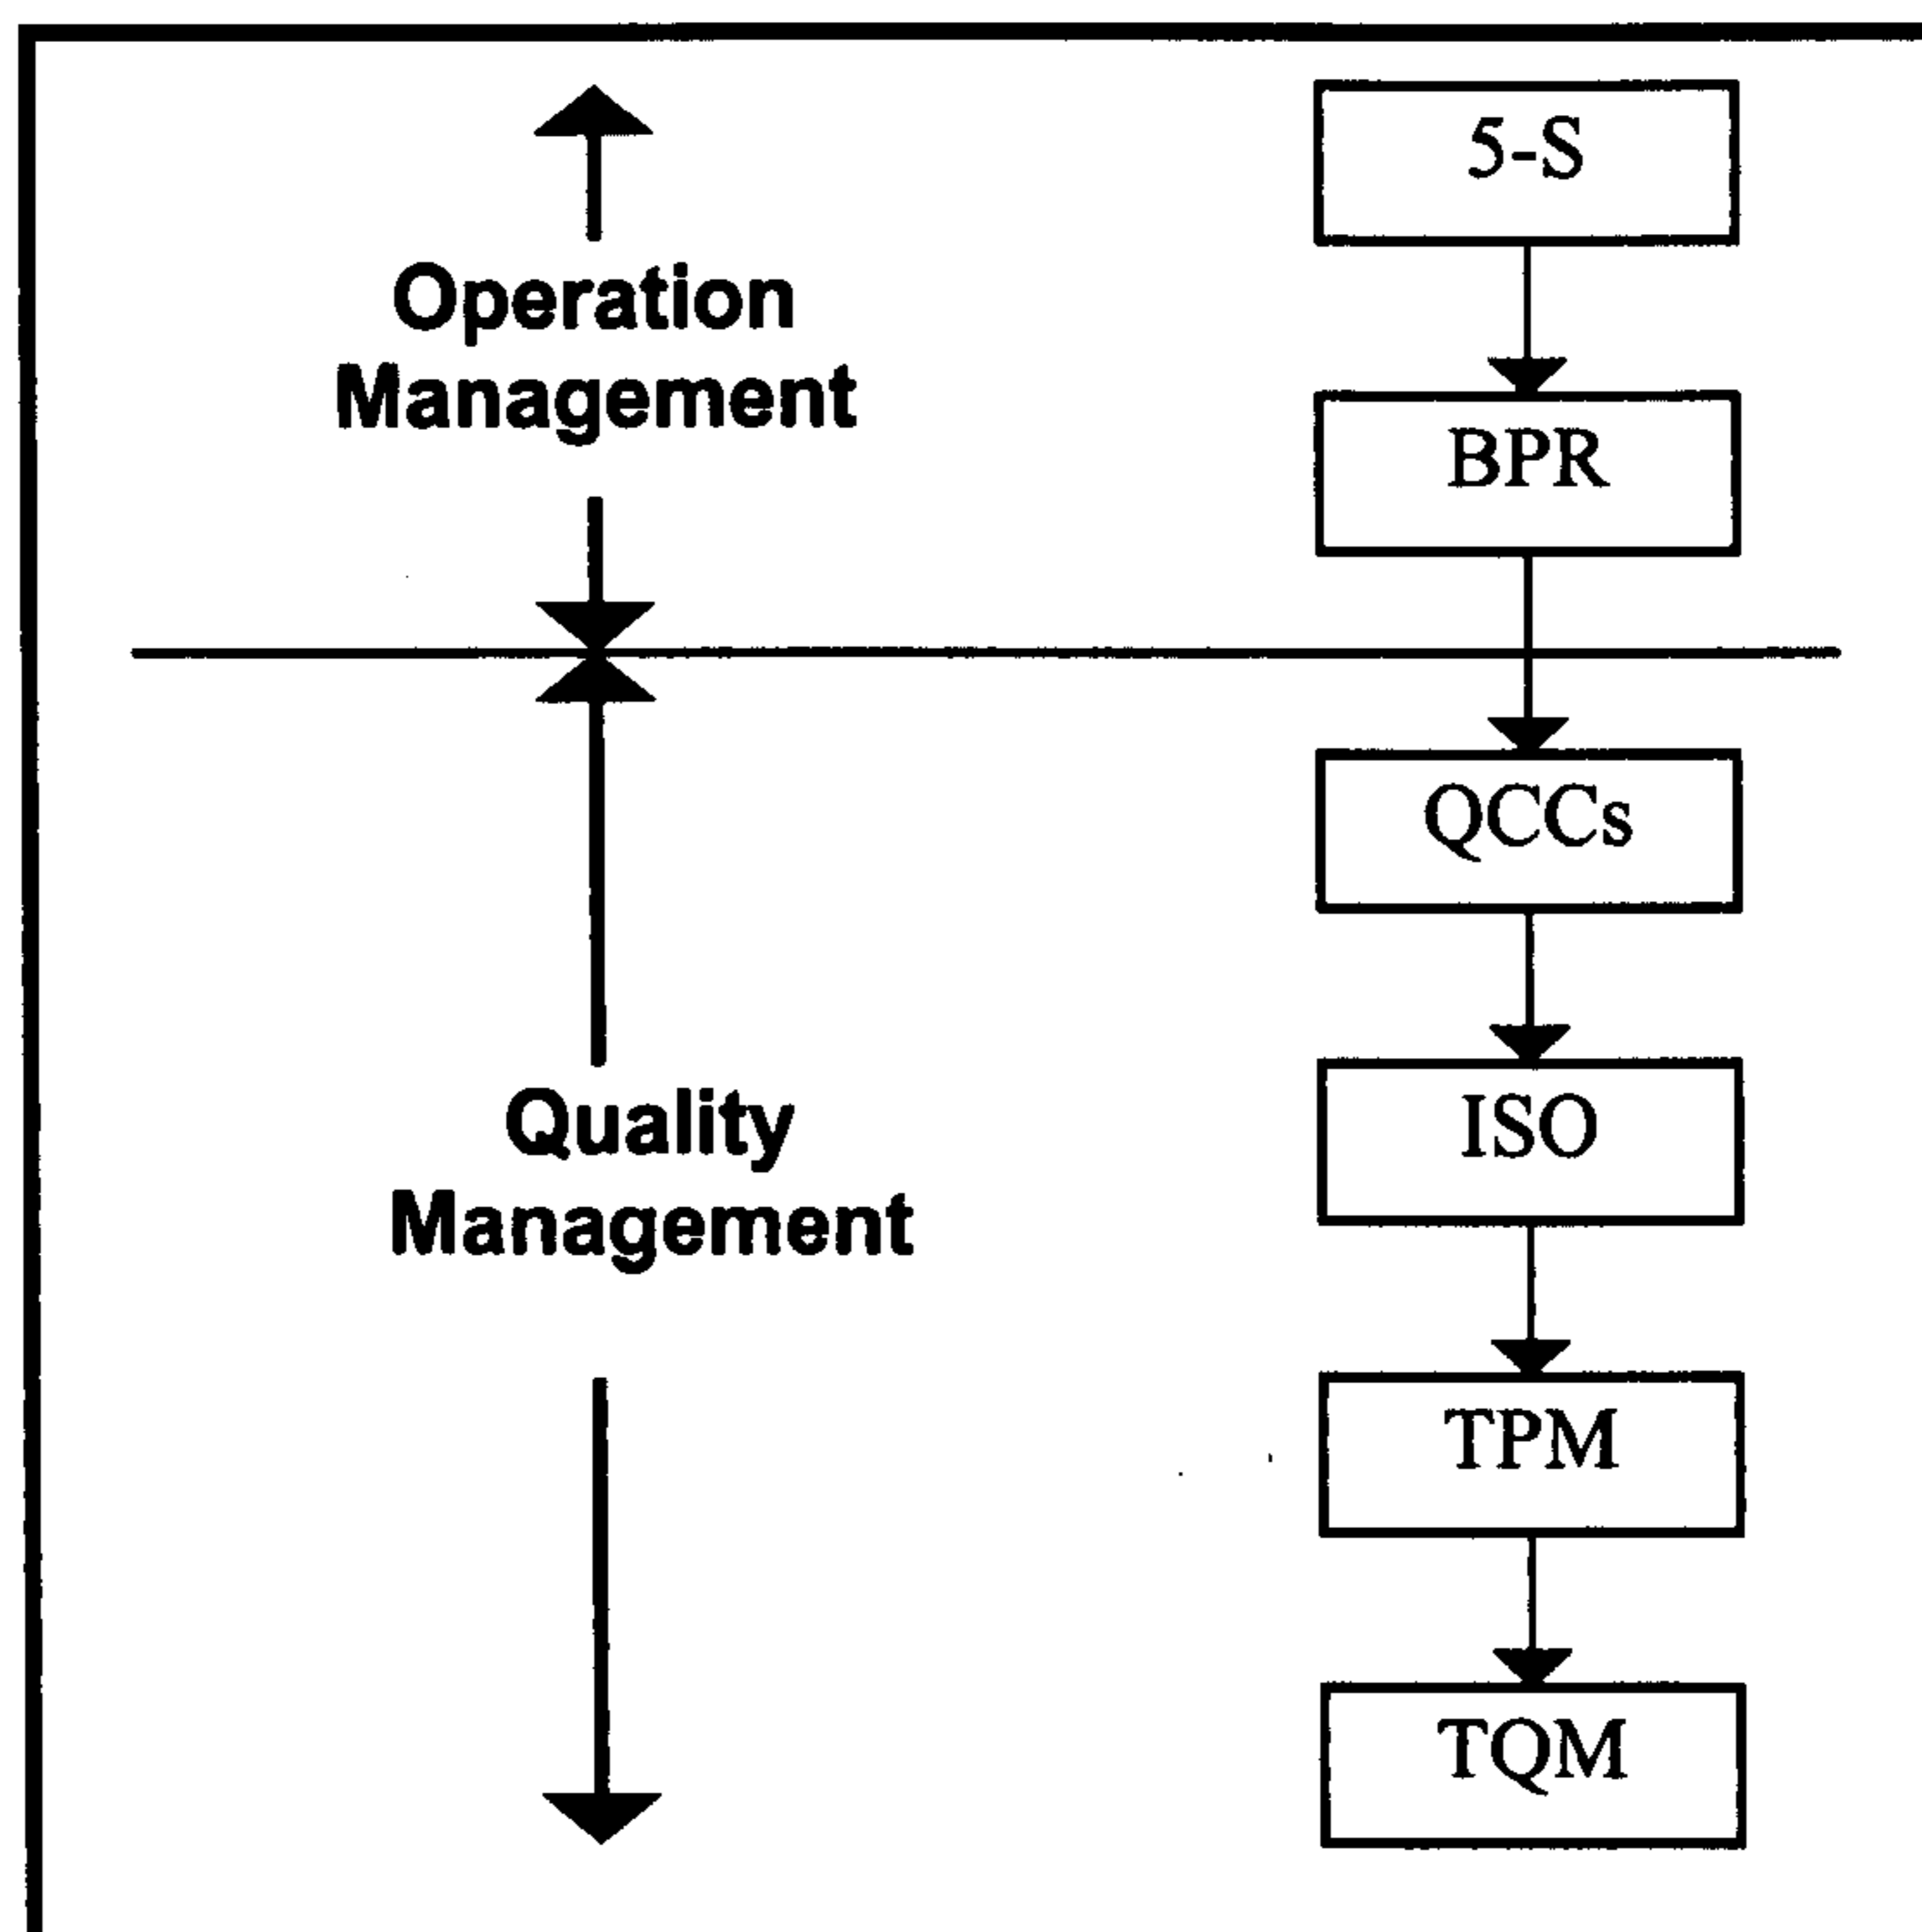 5-S
Operation
Management
BPR
QCCs
Quality
Management
ISO
TPM
TQM